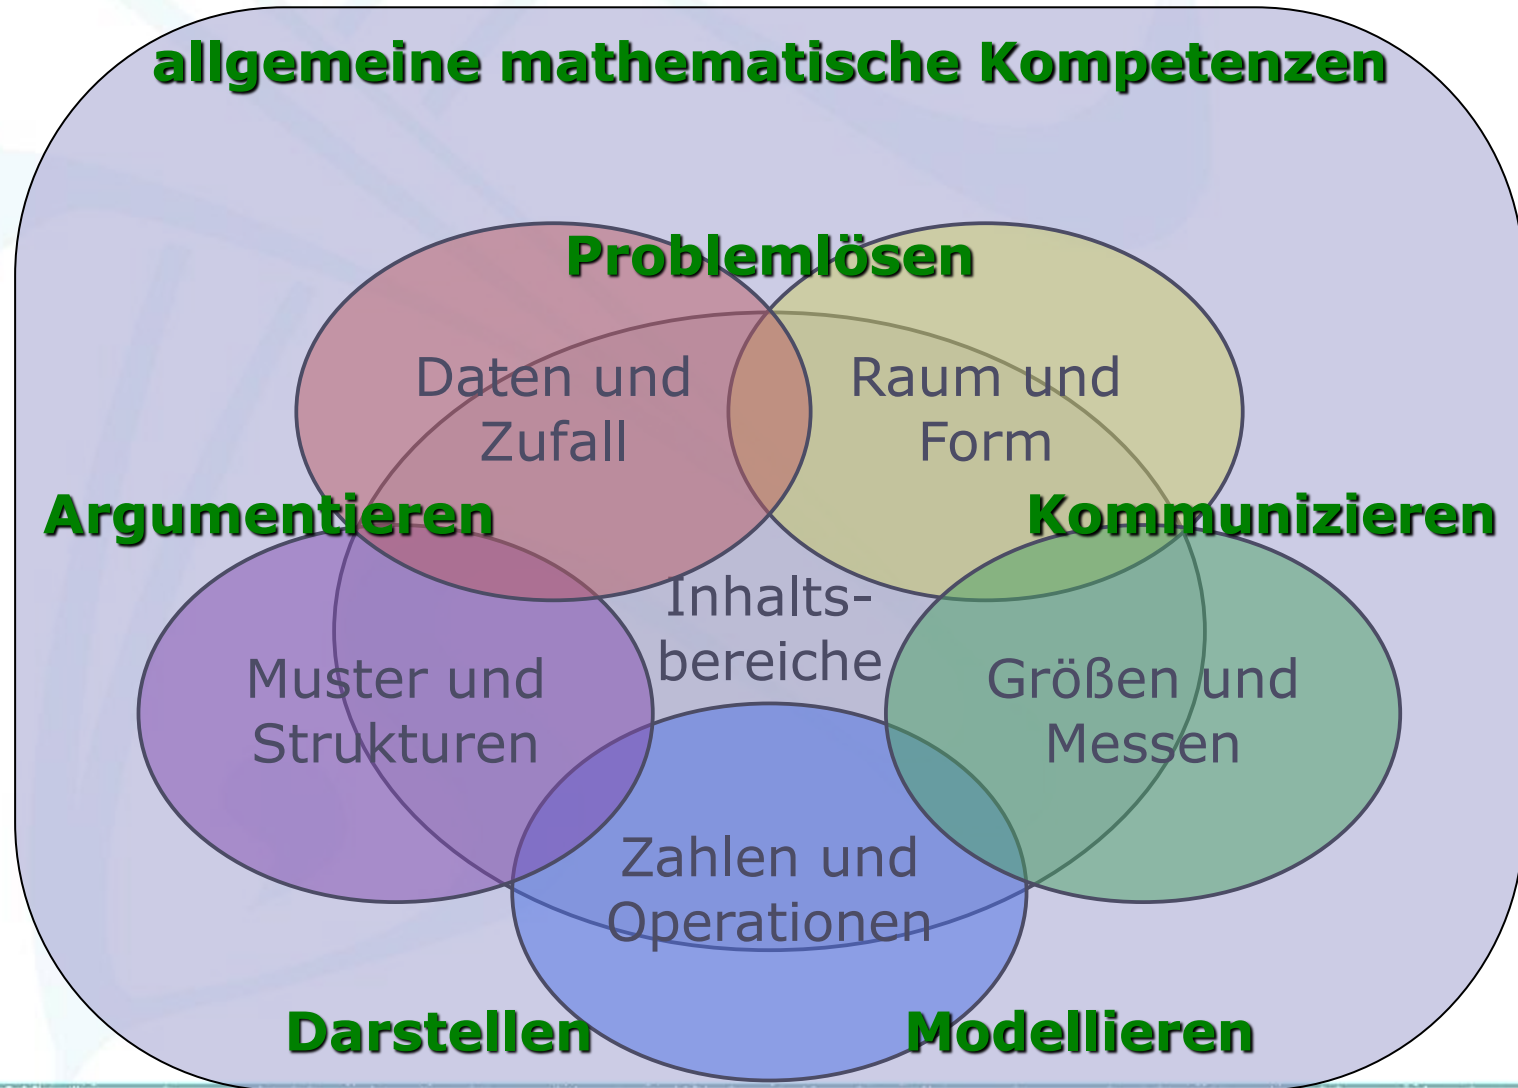 allgemeine mathematische Kompetenzen
Problemlösen
Daten und
Zufall
Raum und
Form
Argumentieren
Kommunizieren
Inhalts-
bereiche
Muster und
Strukturen
Größen und
Messen
Zahlen und
Operationen
Darstellen
Modellieren